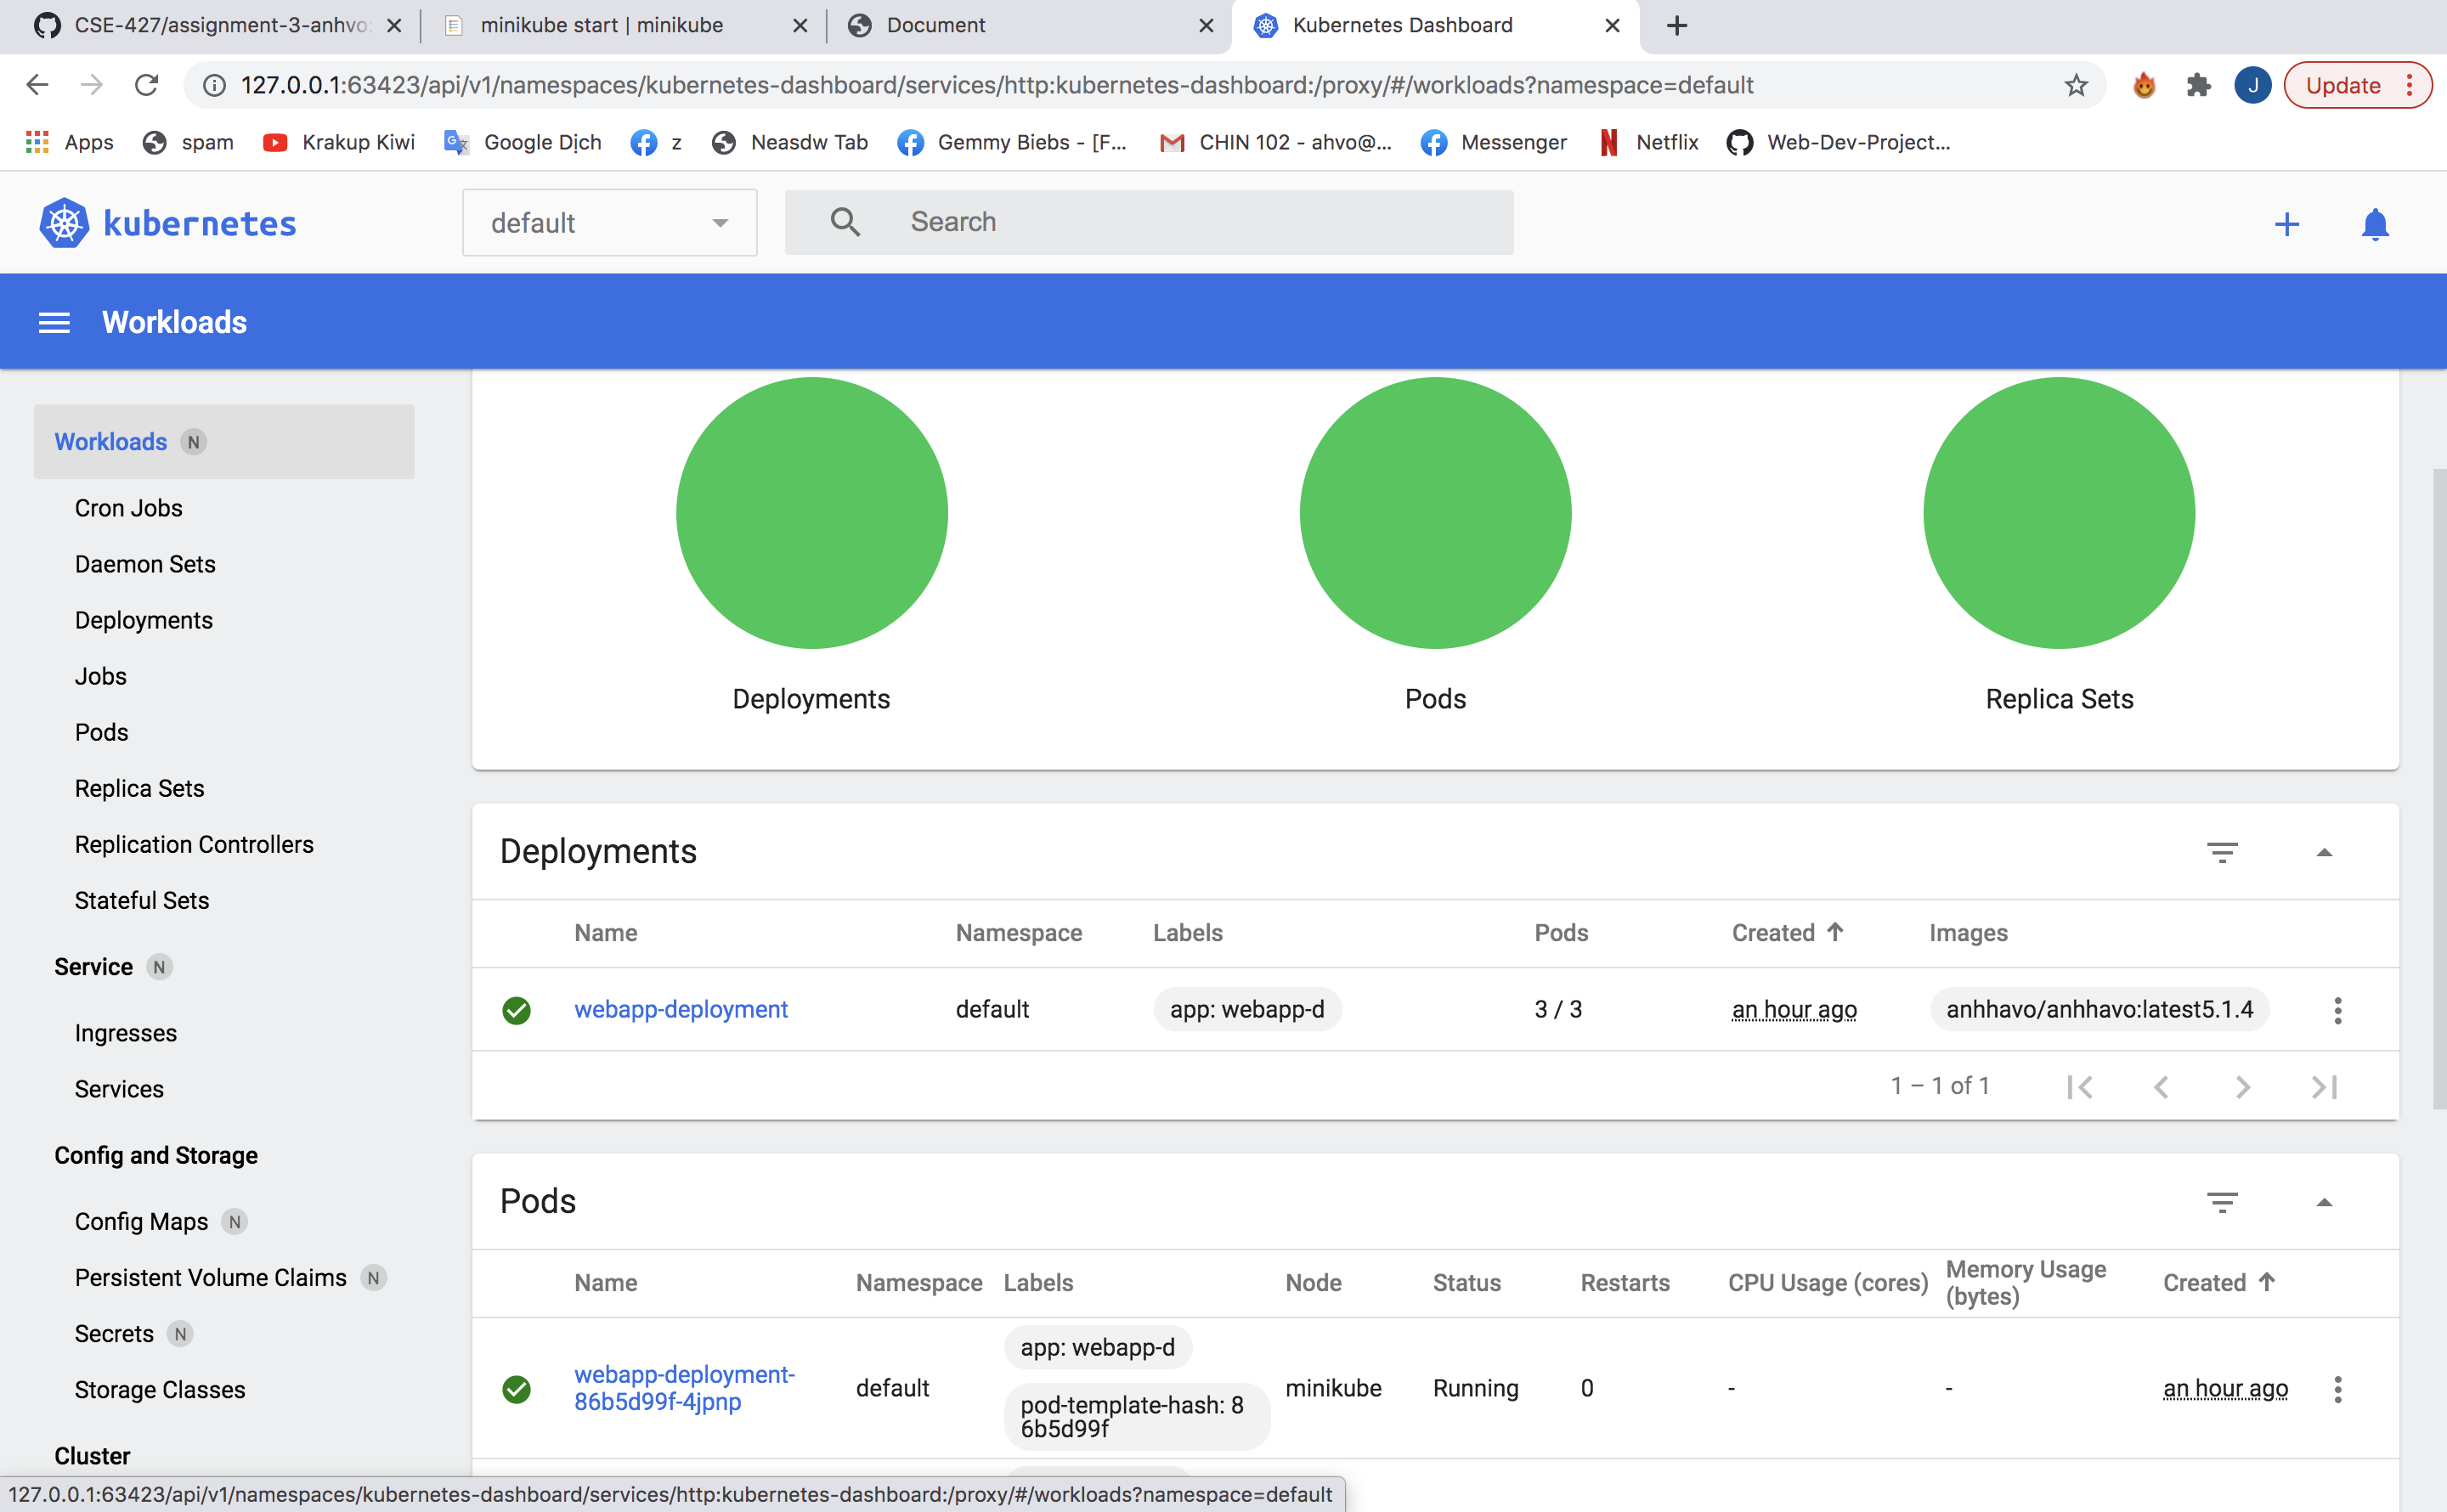 CSE-427/assignment-3-anhvo
minikube start | minikube
Document
Kubernetes Dashboard
127.0.0.1:63423/api/v1/namespaces/kubernetes-dashboard/services/http:kubernetes-dashboard:/proxy/#/workloads?namespace=default
J
Update
Apps
spam
Krakup Kiwi
Google Dịch
z
Neasdw Tab
Gemmy Biebs - [F...
CHIN 102 - ahvo@...
Messenger
Netflix
Web-Dev-Project...
kubernetes
default
Search
Workloads
Workloads N
Cron Jobs
Daemon Sets
Deployments
Jobs
Pods
Replica Sets
Replication Controllers
Stateful Sets
Service N
Ingresses
Services
Config and Storage
Config Maps N
Persistent Volume Claims N
Secrets N
Storage Classes
Cluster
Deployments
Pods
Replica Sets
Deployments
Name Namespace Labels Pods Created Images
webapp-deployment default app: webapp-d 3 / 3 an hour ago anhhavo/anhhavo:latest5.1.4
1 – 1 of 1
Pods
Name Namespace Labels Node Status Restarts CPU Usage (cores) Memory Usage
(bytes) Created
webapp-deployment-
86b5d99f-4jpnp
default
app: webapp-d
pod-template-hash: 8
6b5d99f
minikube Running 0 - - an hour ago
127.0.0.1:63423/api/v1/namespaces/kubernetes-dashboard/services/http:kubernetes-dashboard:/proxy/#/workloads?namespace=default